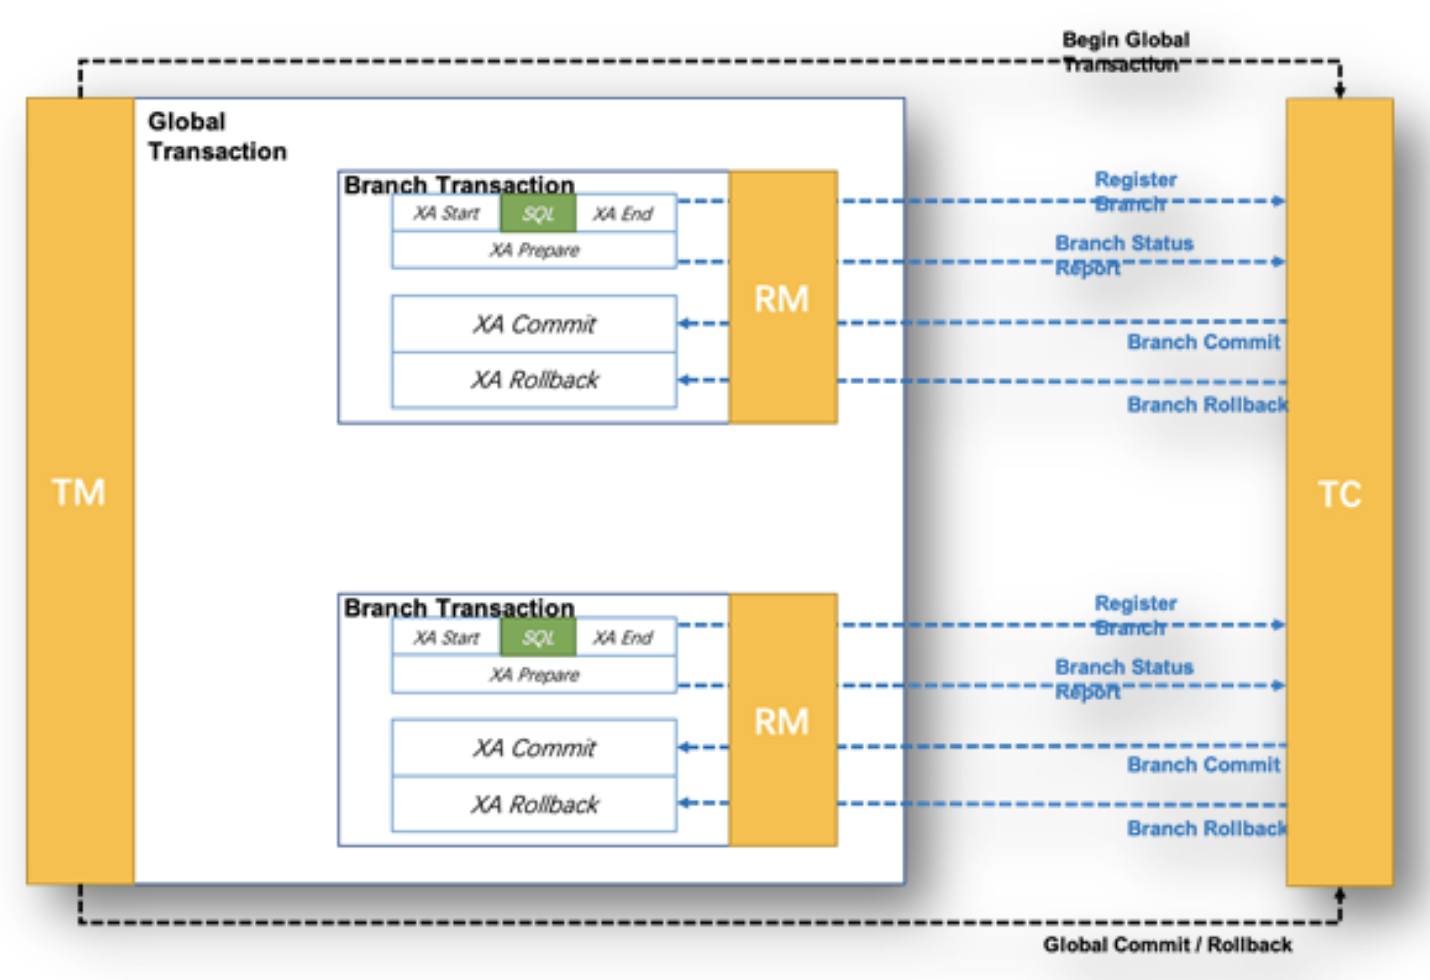 Begin Global
Transaction
Global
Transaction
Branch Transaction
XA Start
SQL
XA End
XA Prepare
XA Commit
XA Rollback
RM
Register
Branch
Branch Status
Report
Branch Commit
Branch Rollback
TM
TC
Branch Transaction
XA Start
SQL
XA End
XA Prepare
XA Commit
XA Rollback
RM
Register
Branch
Branch Status
Report
Branch Commit
Branch Rollback
Global Commit / Rollback